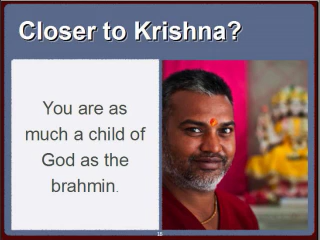 Closer to Krishna?
You are as
much a child of
God as the
brahmin.